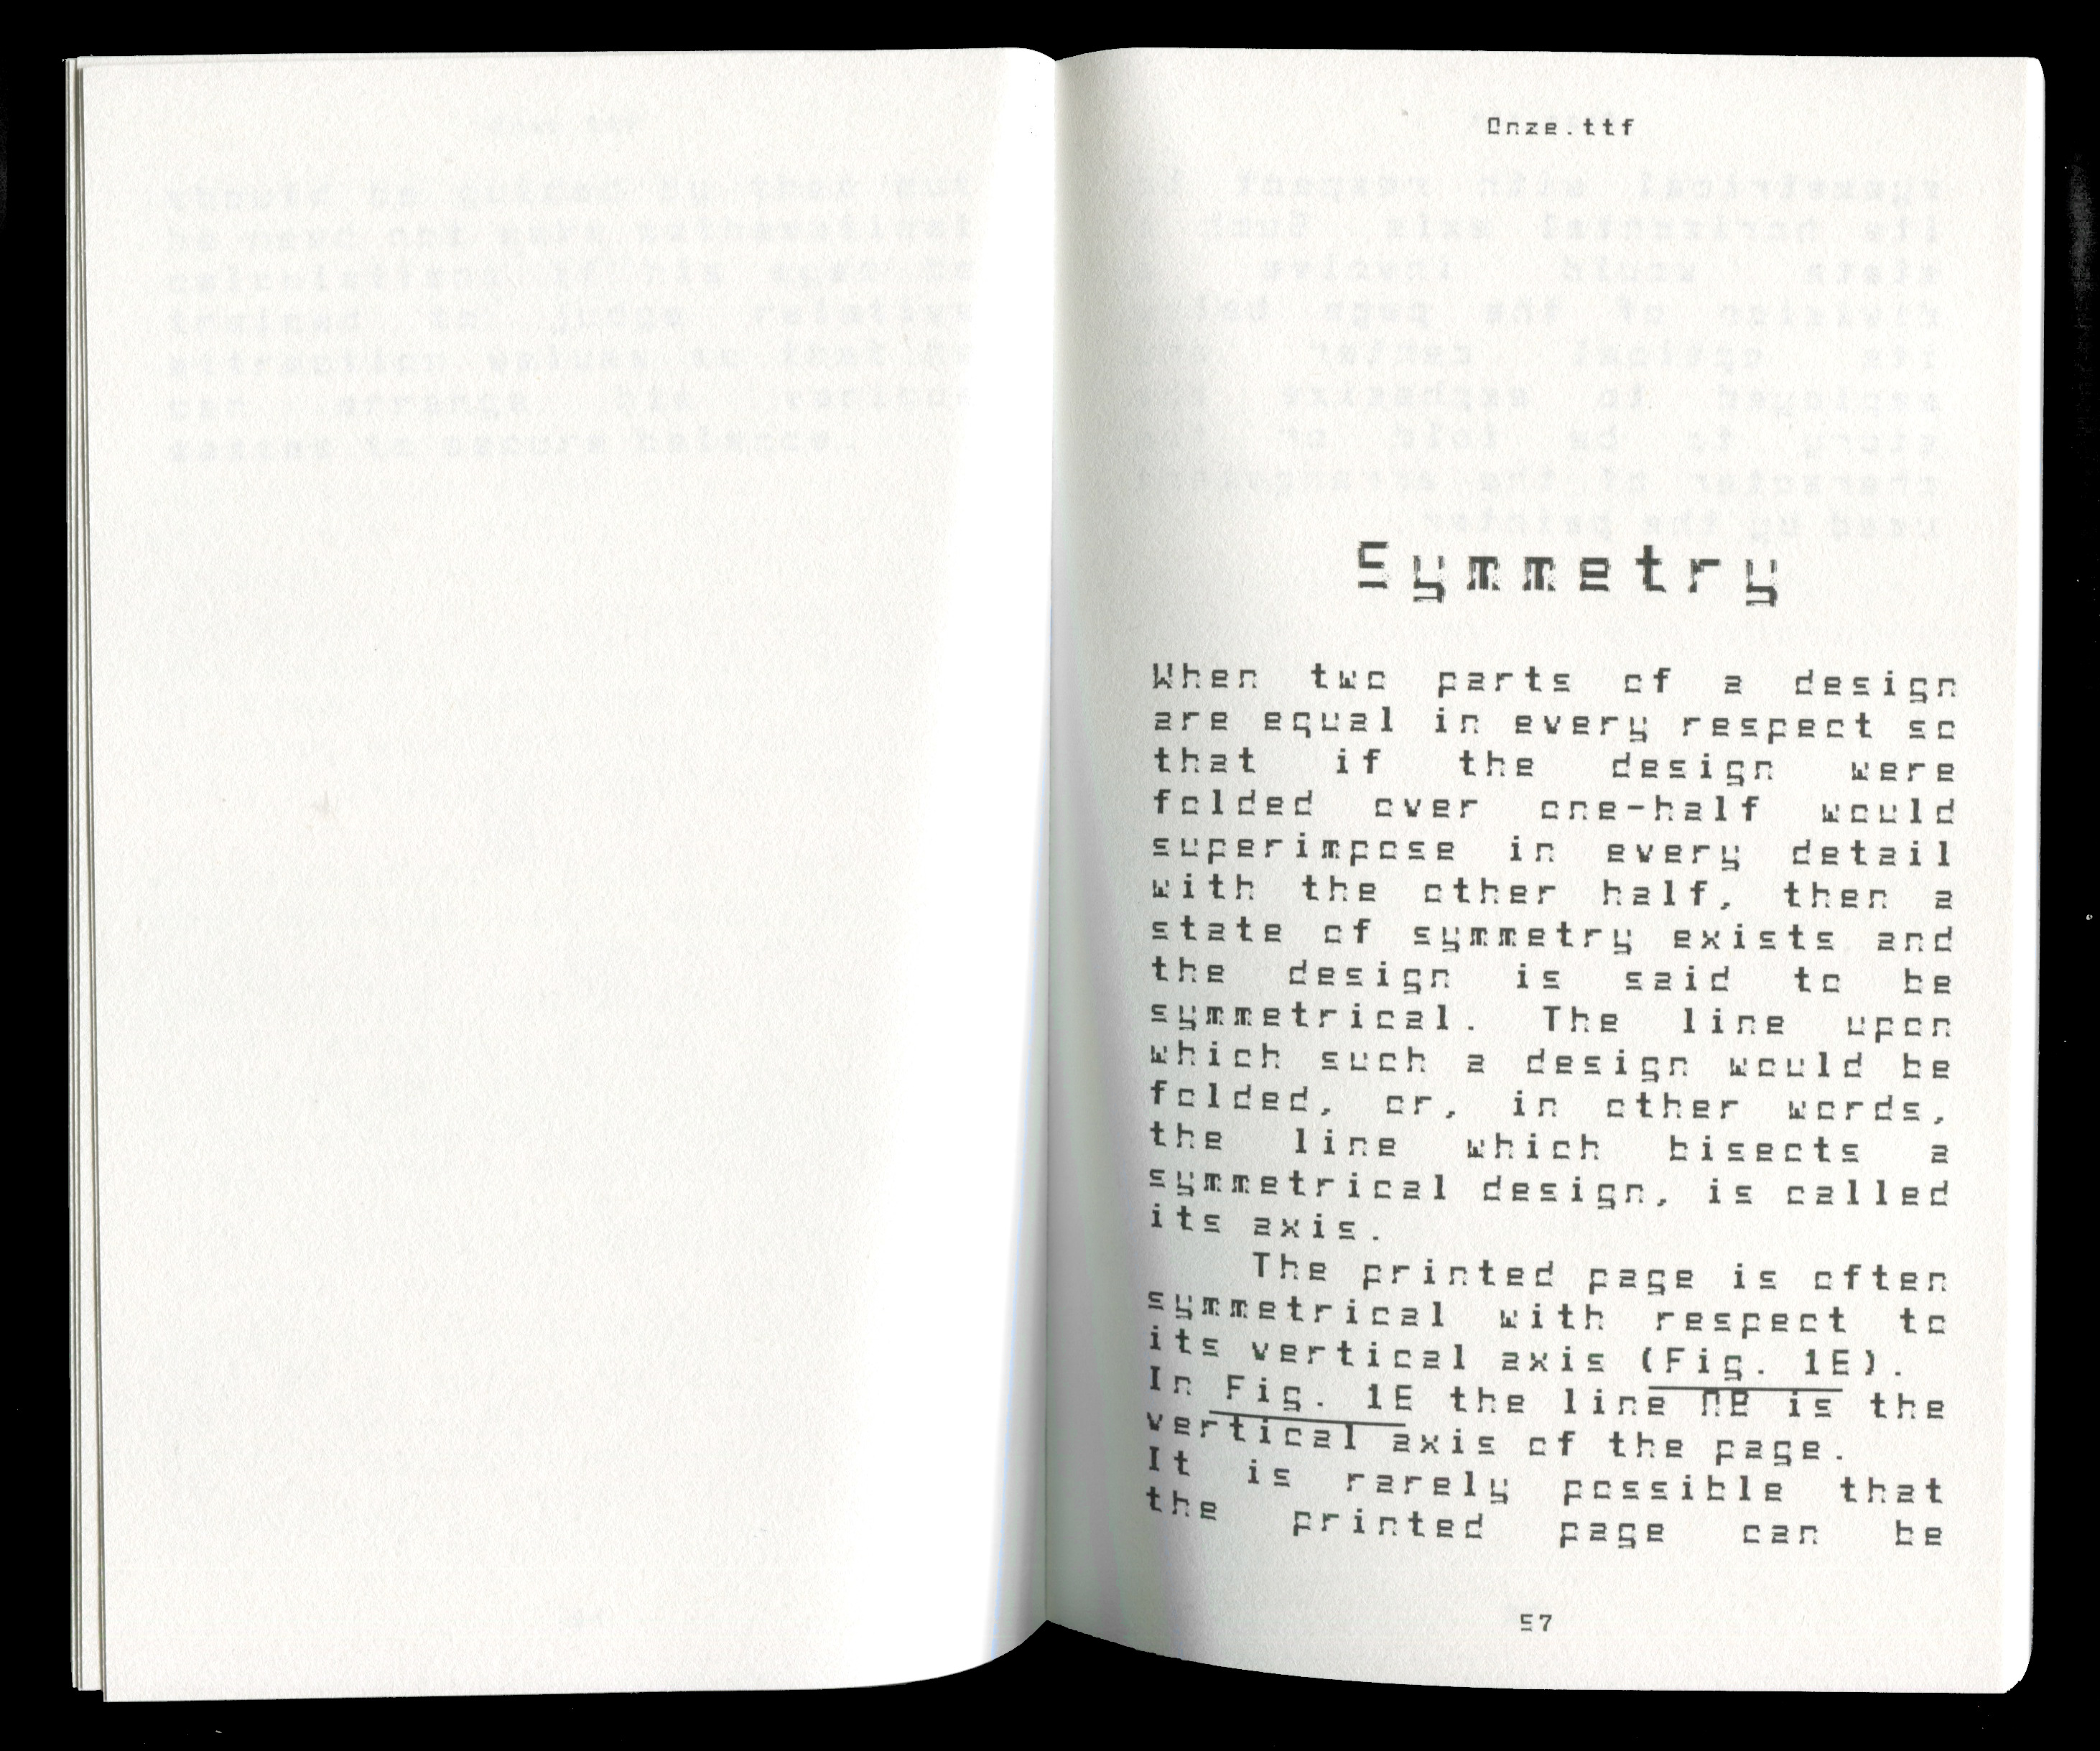 Onze.ttf
Symmetry
When two parts of a design
are equal in every respect so
that if the design were
folded over one-half would
superimpose in every detail
with the other half, then a
state of symmetry exists and
the design is said to be
symmetrical. The line upon
which such a design would be
folded, or, in other words,
the line which bisects a
symmetrical design, is called
its axis.
The printed page is often
symmetrical with respect to
its vertical axis (Fig. 1E).
In Fig. 1E the line AB is the
vertical axis of the page.
It is rarely possible that
the printed page can be
57